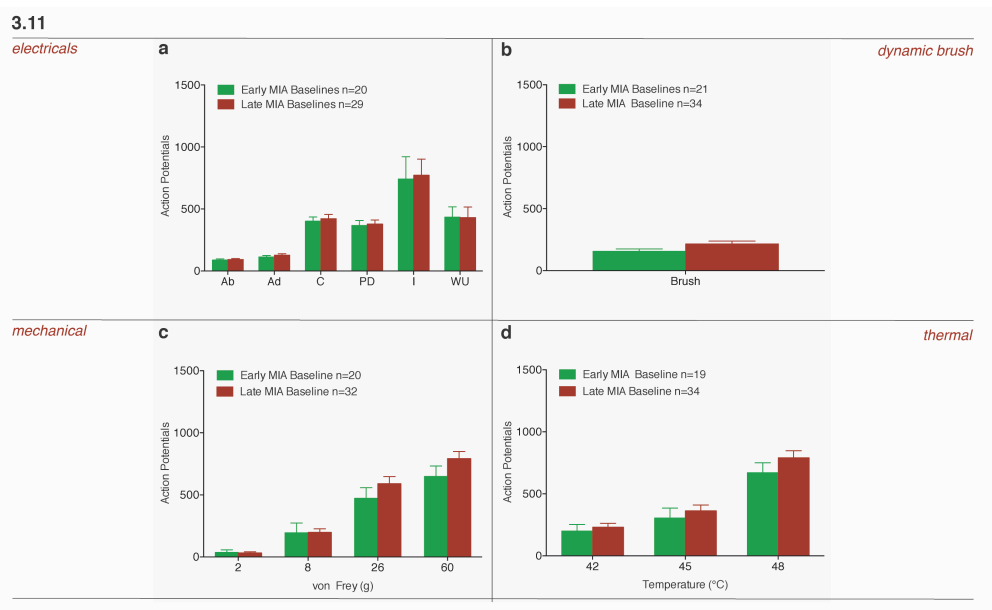 3.11
electricals
a
Early MIA Baselines n=20
Late MIA Baselines n=29
Action Potentials
1500
1000
500
0
Ab Ad C PD I WU
b
dynamic brush
Early MIA Baselines n=21
Late MIA  Baseline n=34
Action Potentials
1500
1000
500
0
Brush
mechanical
c
Early MIA Baseline n=20
Late MIA Baseline n=32
Action Potentials
1500
1000
500
0
2 8 26 60
von  Frey (g)
d
thermal
Early MIA  Baseline n=19
Late MIA Baseline n=34
Action Potentials
1500
1000
500
0
42 45 48
Temperature (°C)